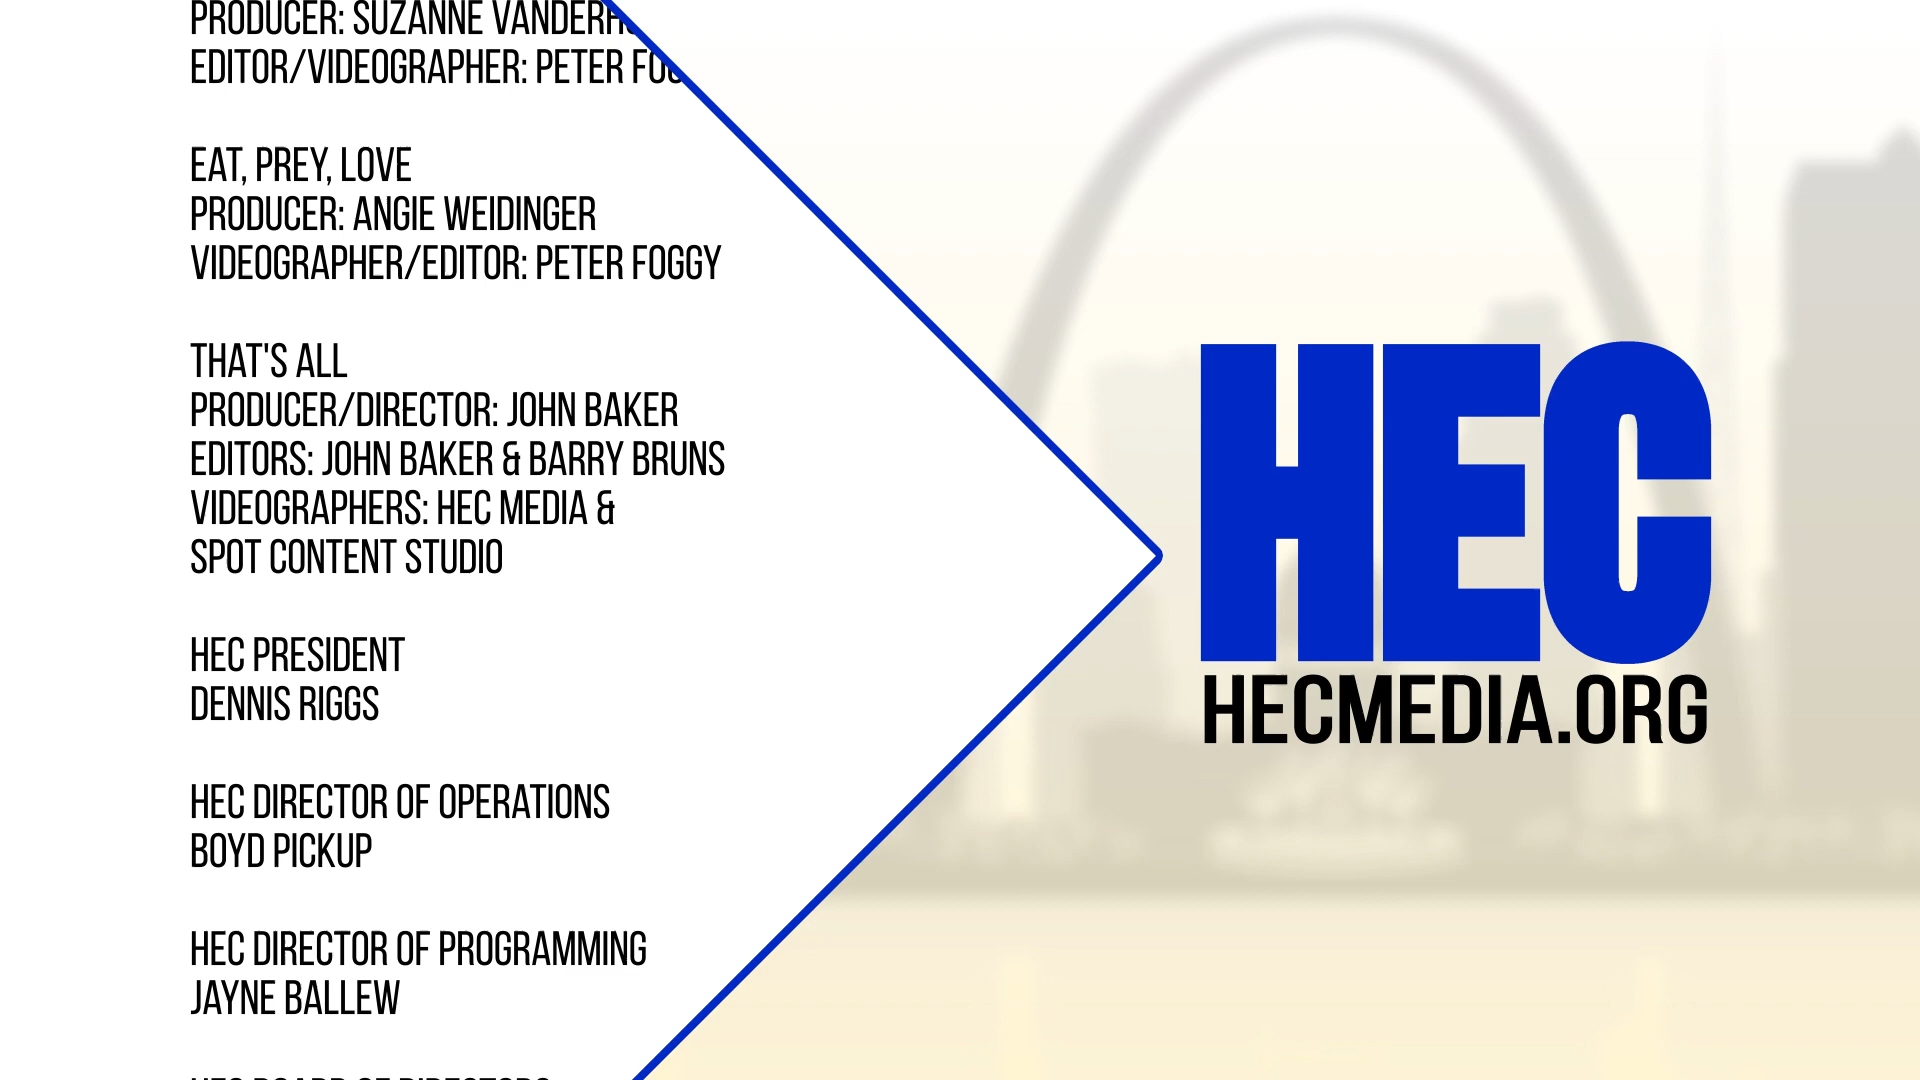 PRODUCER: SUZANNE
EDITOR/VIDEOGRAPHER: PETER
EAT, PREY, LOVE
PRODUCER: ANGIE WEIDINGER
VIDEOGRAPHER/EDITOR: PETER FOGGY
THAT'S ALL
PRODUCER/DIRECTOR: JOHN BAKER
EDITORS: JOHN BAKER & BARRY BRUNS
VIDEOGRAPHERS: HEC MEDIA &
SPOT CONTENT STUDIO
HEC PRESIDENT
DENNIS RIGGS
HEC DIRECTOR OF OPERATIONS
BOYD PICKUP
HEC DIRECTOR OF PROGRAMMING
JAYNE BALLEW
HEC
HECMEDIA.ORG